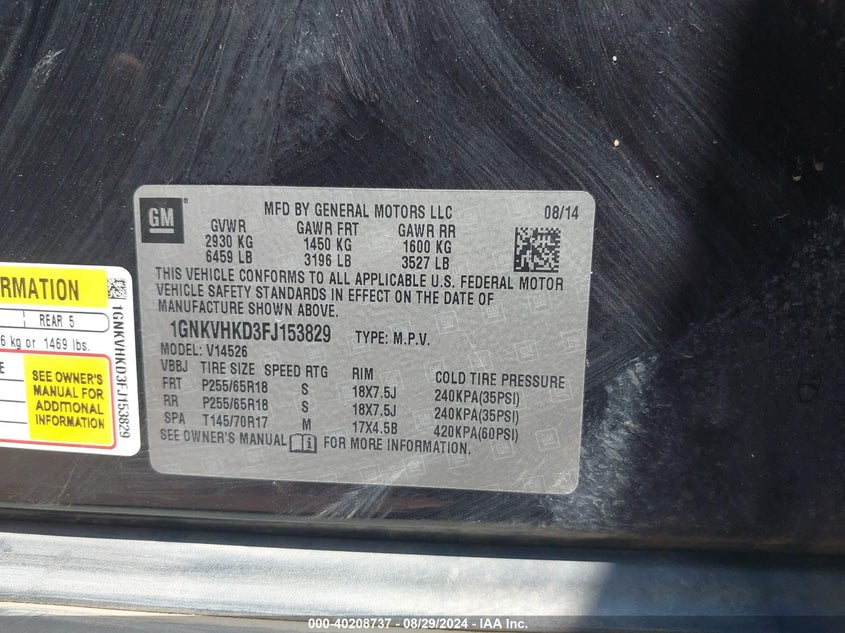 GM ®
MFD BY GENERAL MOTORS LLC 08/14
GVWR GAWR FRT GAWR RR
2930 KG 1450 KG 1600 KG
6459 LB 3196 LB 3527 LB
THIS VEHICLE CONFORMS TO ALL APPLICABLE U.S. FEDERAL MOTOR
VEHICLE SAFETY STANDARDS IN EFFECT ON THE DATE OF
MANUFACTURE SHOWN ABOVE.
1GNKVHKD3FJ153829 TYPE: M.P.V.
MODEL: V14526
VBBJ TIRE SIZE SPEED RTG RIM COLD TIRE PRESSURE
FRT P255/65R18 S 18X7.5J 240KPA(35PSI)
RR P255/65R18 S 18X7.5J 240KPA(35PSI)
SPA T145/70R17 M 17X4.5B 420KPA(60PSI)
SEE OWNER'S MANUAL FOR MORE INFORMATION.
REAR 5
kg or 1469 lbs.
SEE OWNER'S
MANUAL FOR
ADDITIONAL
INFORMATION
1GNKVHKD3FJ153829
000-40208737 - 08/29/2024 - IAA Inc.